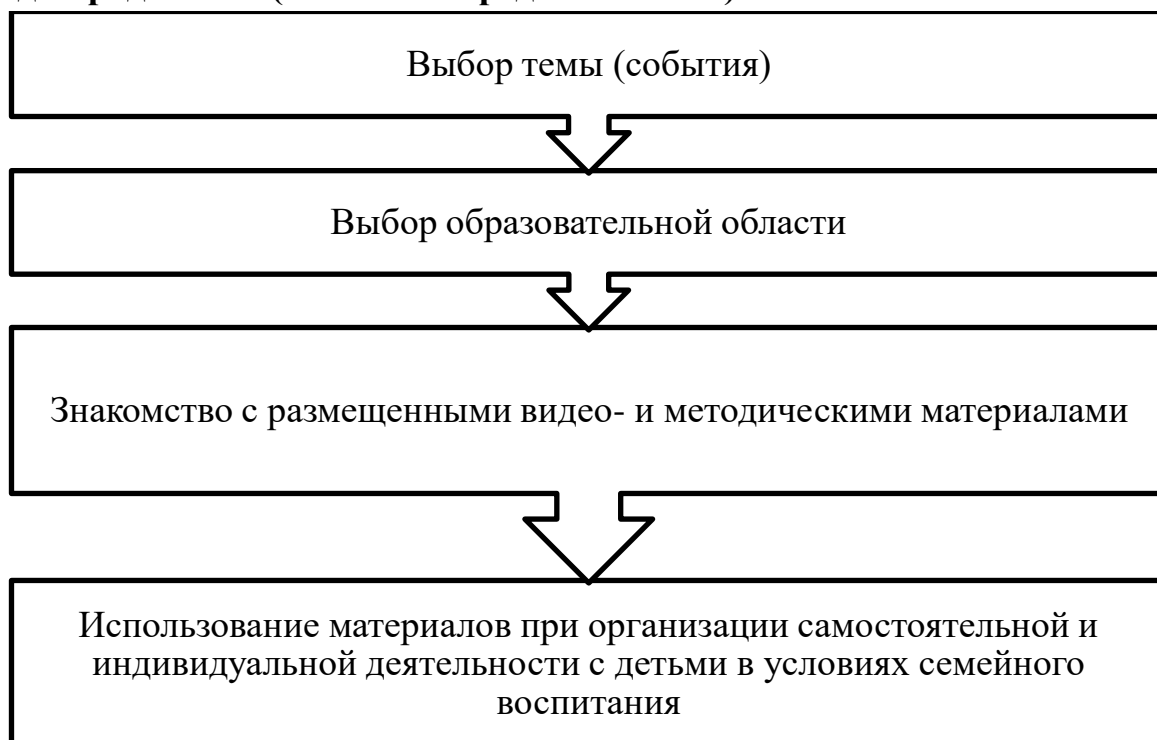 Выбор темы (события)
Выбор образовательной области
Знакомство с размещенными видео- и методическими материалами
Использование материалов при организации самостоятельной и
индивидуальной деятельности с детьми в условиях семейного
воспитания